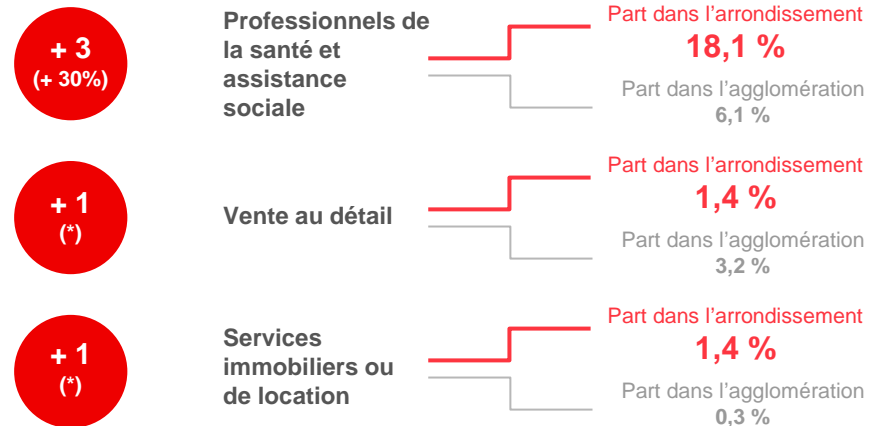 + 3
(+ 30%)
Professionnels de
la santé et
assistance
sociale
Part dans l'arrondissement
18,1 %
Part dans l'agglomération
6,1 %
+ 1
(*)
Vente au détail
Part dans l'arrondissement
1,4 %
Part dans l'agglomération
3,2 %
+ 1
(*)
Services
immobiliers ou
de location
Part dans l'arrondissement
1,4 %
Part dans l'agglomération
0,3 %